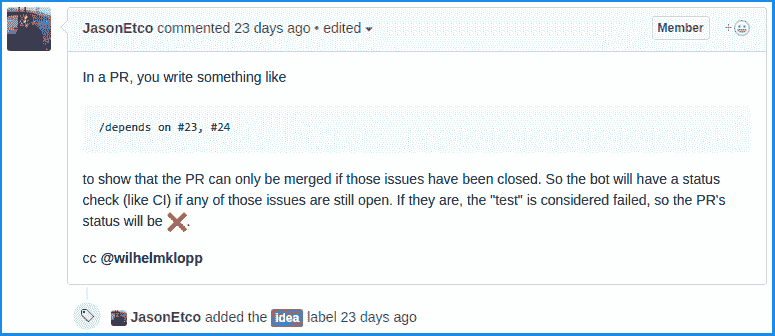 JasonEtco commented 23 days ago • edited
Member
In a PR, you write something like
/depends on #23, #24
to show that the PR can only be merged if those issues have been closed. So the bot will have a status
check (like CI) if any of those issues are still open. If they are, the "test" is considered failed, so the PR's
status will be ❌.
cc @wilhelmklopp
JasonEtco added the idea label 23 days ago